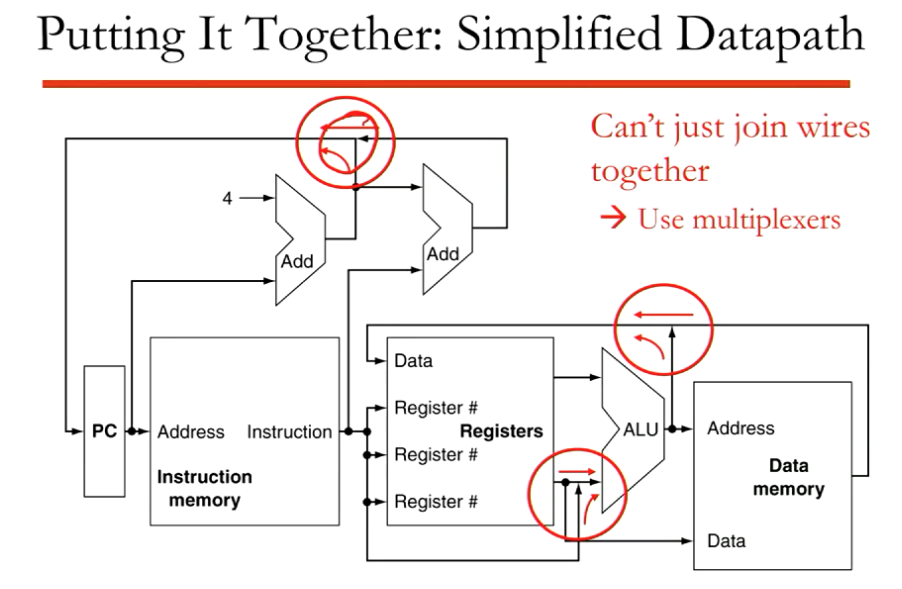 Putting It Together: Simplified Datapath
Can't just join wires
together
→ Use multiplexers
4
Add
Add
Data
Register #
PC
Address
Instruction
Registers
ALU
Address
Register #
Instruction
memory
Data
memory
Register #
Data